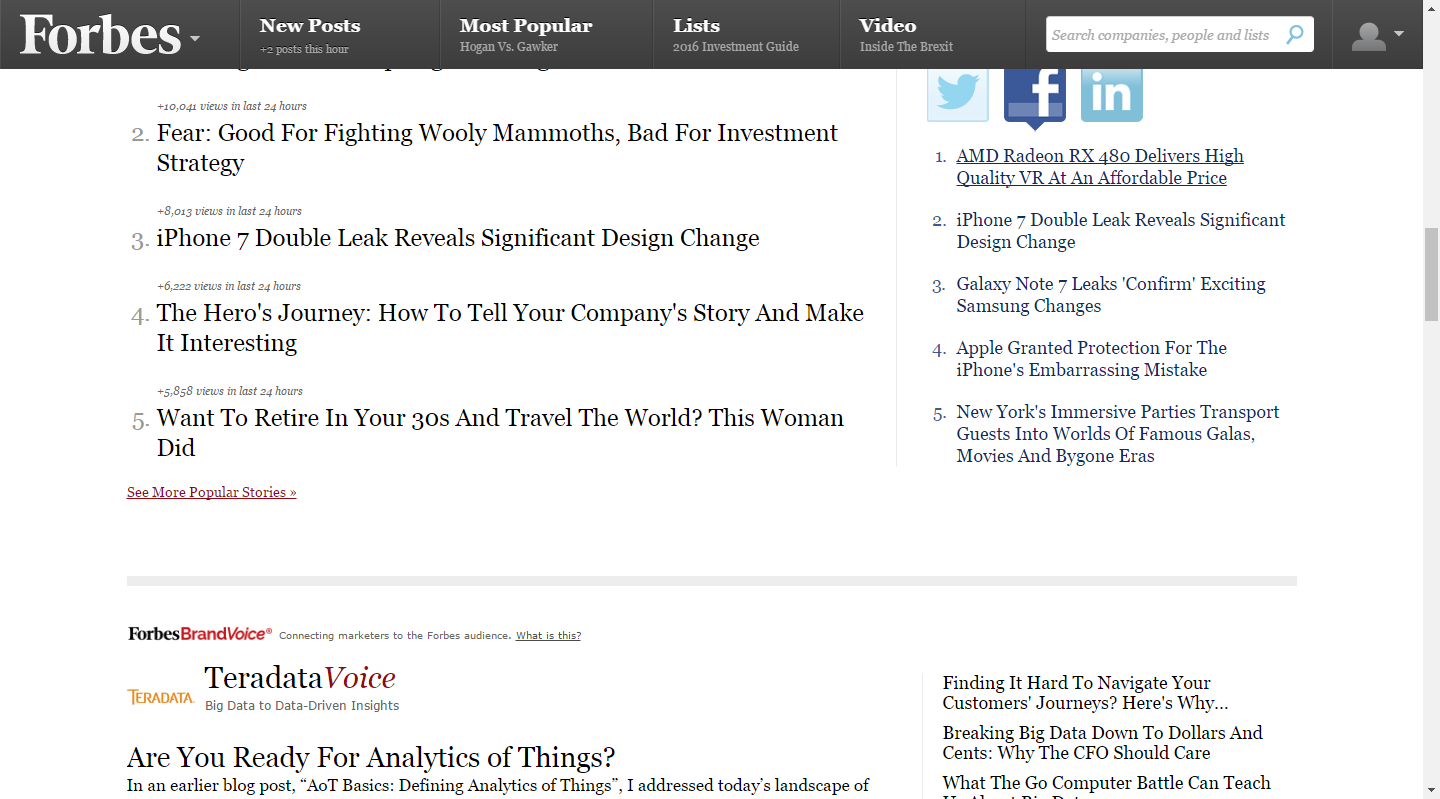 Forbes
New Posts
+2 posts this hour
Most Popular
Hogan Vs. Gawker
Lists
2016 Investment Guide
Video
Inside The Brexit
Search companies, people and lists
+10,041 views in last 24 hours
2. Fear: Good For Fighting Wooly Mammoths, Bad For Investment
Strategy
+8,013 views in last 24 hours
3. iPhone 7 Double Leak Reveals Significant Design Change
+6,222 views in last 24 hours
4. The Hero's Journey: How To Tell Your Company's Story And Make
It Interesting
+5,858 views in last 24 hours
5. Want To Retire In Your 30s And Travel The World? This Woman
Did
See More Popular Stories »
f
in
1. AMD Radeon RX 480 Delivers High
Quality VR At An Affordable Price
2. iPhone 7 Double Leak Reveals Significant
Design Change
3. Galaxy Note 7 Leaks 'Confirm' Exciting
Samsung Changes
4. Apple Granted Protection For The
iPhone's Embarrassing Mistake
5. New York's Immersive Parties Transport
Guests Into Worlds Of Famous Galas,
Movies And Bygone Eras
ForbesBrandVoice® Connecting marketers to the Forbes audience. What is this?
TERADATA.
TeradataVoice
Big Data to Data-Driven Insights
Are You Ready For Analytics of Things?
In an earlier blog post, “AoT Basics: Defining Analytics of Things”, I addressed today’s landscape of
Finding It Hard To Navigate Your
Customers' Journeys? Here's Why...
Breaking Big Data Down To Dollars And
Cents: Why The CFO Should Care
What The Go Computer Battle Can Teach